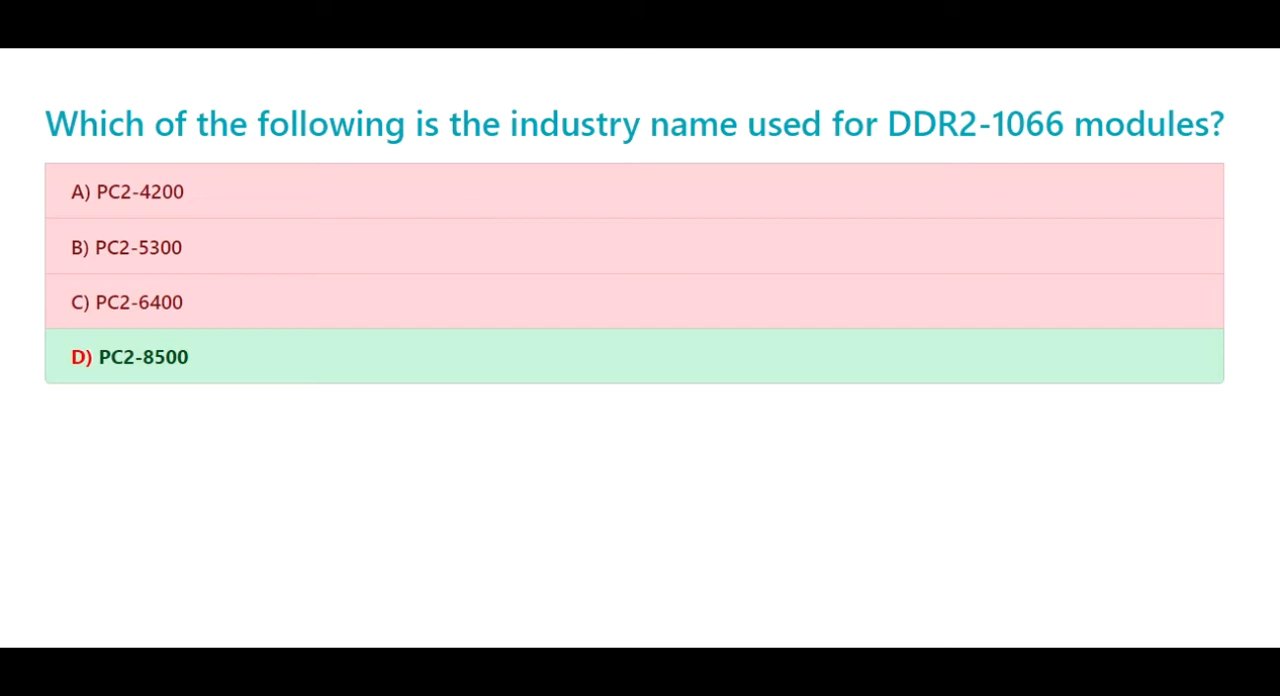 Which of the following is the industry name used for DDR2-1066 modules?
A) PC2-4200
B) PC2-5300
C) PC2-6400
D) PC2-8500